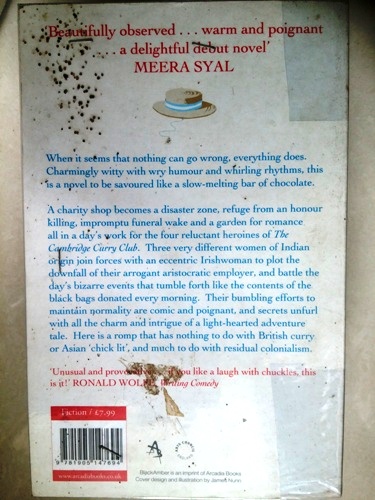 'Beautifully observed . . . warm and poignant
. . . a delightful debut novel'
MEERA SYAL
When it seems that nothing can go wrong, everything does.
Charmingly witty with wry humour and whirling rhythms, this
is a novel to be savoured like a slow-melting bar of chocolate.
A charity shop becomes a disaster zone, refuge from an honour
killing, impromptu funeral wake and a garden for romance
all in a day's work for the four reluctant heroines of The
Cambridge Curry Club. Three very different women of Indian
origin join forces with an eccentric Irishwoman to plot the
downfall of their arrogant aristocratic employer, and battle the
day's bizarre events that tumble forth like the contents of the
black bags donated every morning. Their bumbling efforts to
maintain normality are comic and poignant, and secrets unfurl
with all the charm and intrigue of a light-hearted adventure
tale. Here is a romp that has nothing to do with British curry
or Asian 'chick lit', and much to do with residual colonialism.
'Unusual and if you like a laugh with chuckles, this
is it!' RONALD WOLFE, Writing Comedy
Fiction / £7.99
www.arcadiabooks.co.uk
BlackAmber is an imprint of Arcadia Books
Cover design and illustration by James Nunn